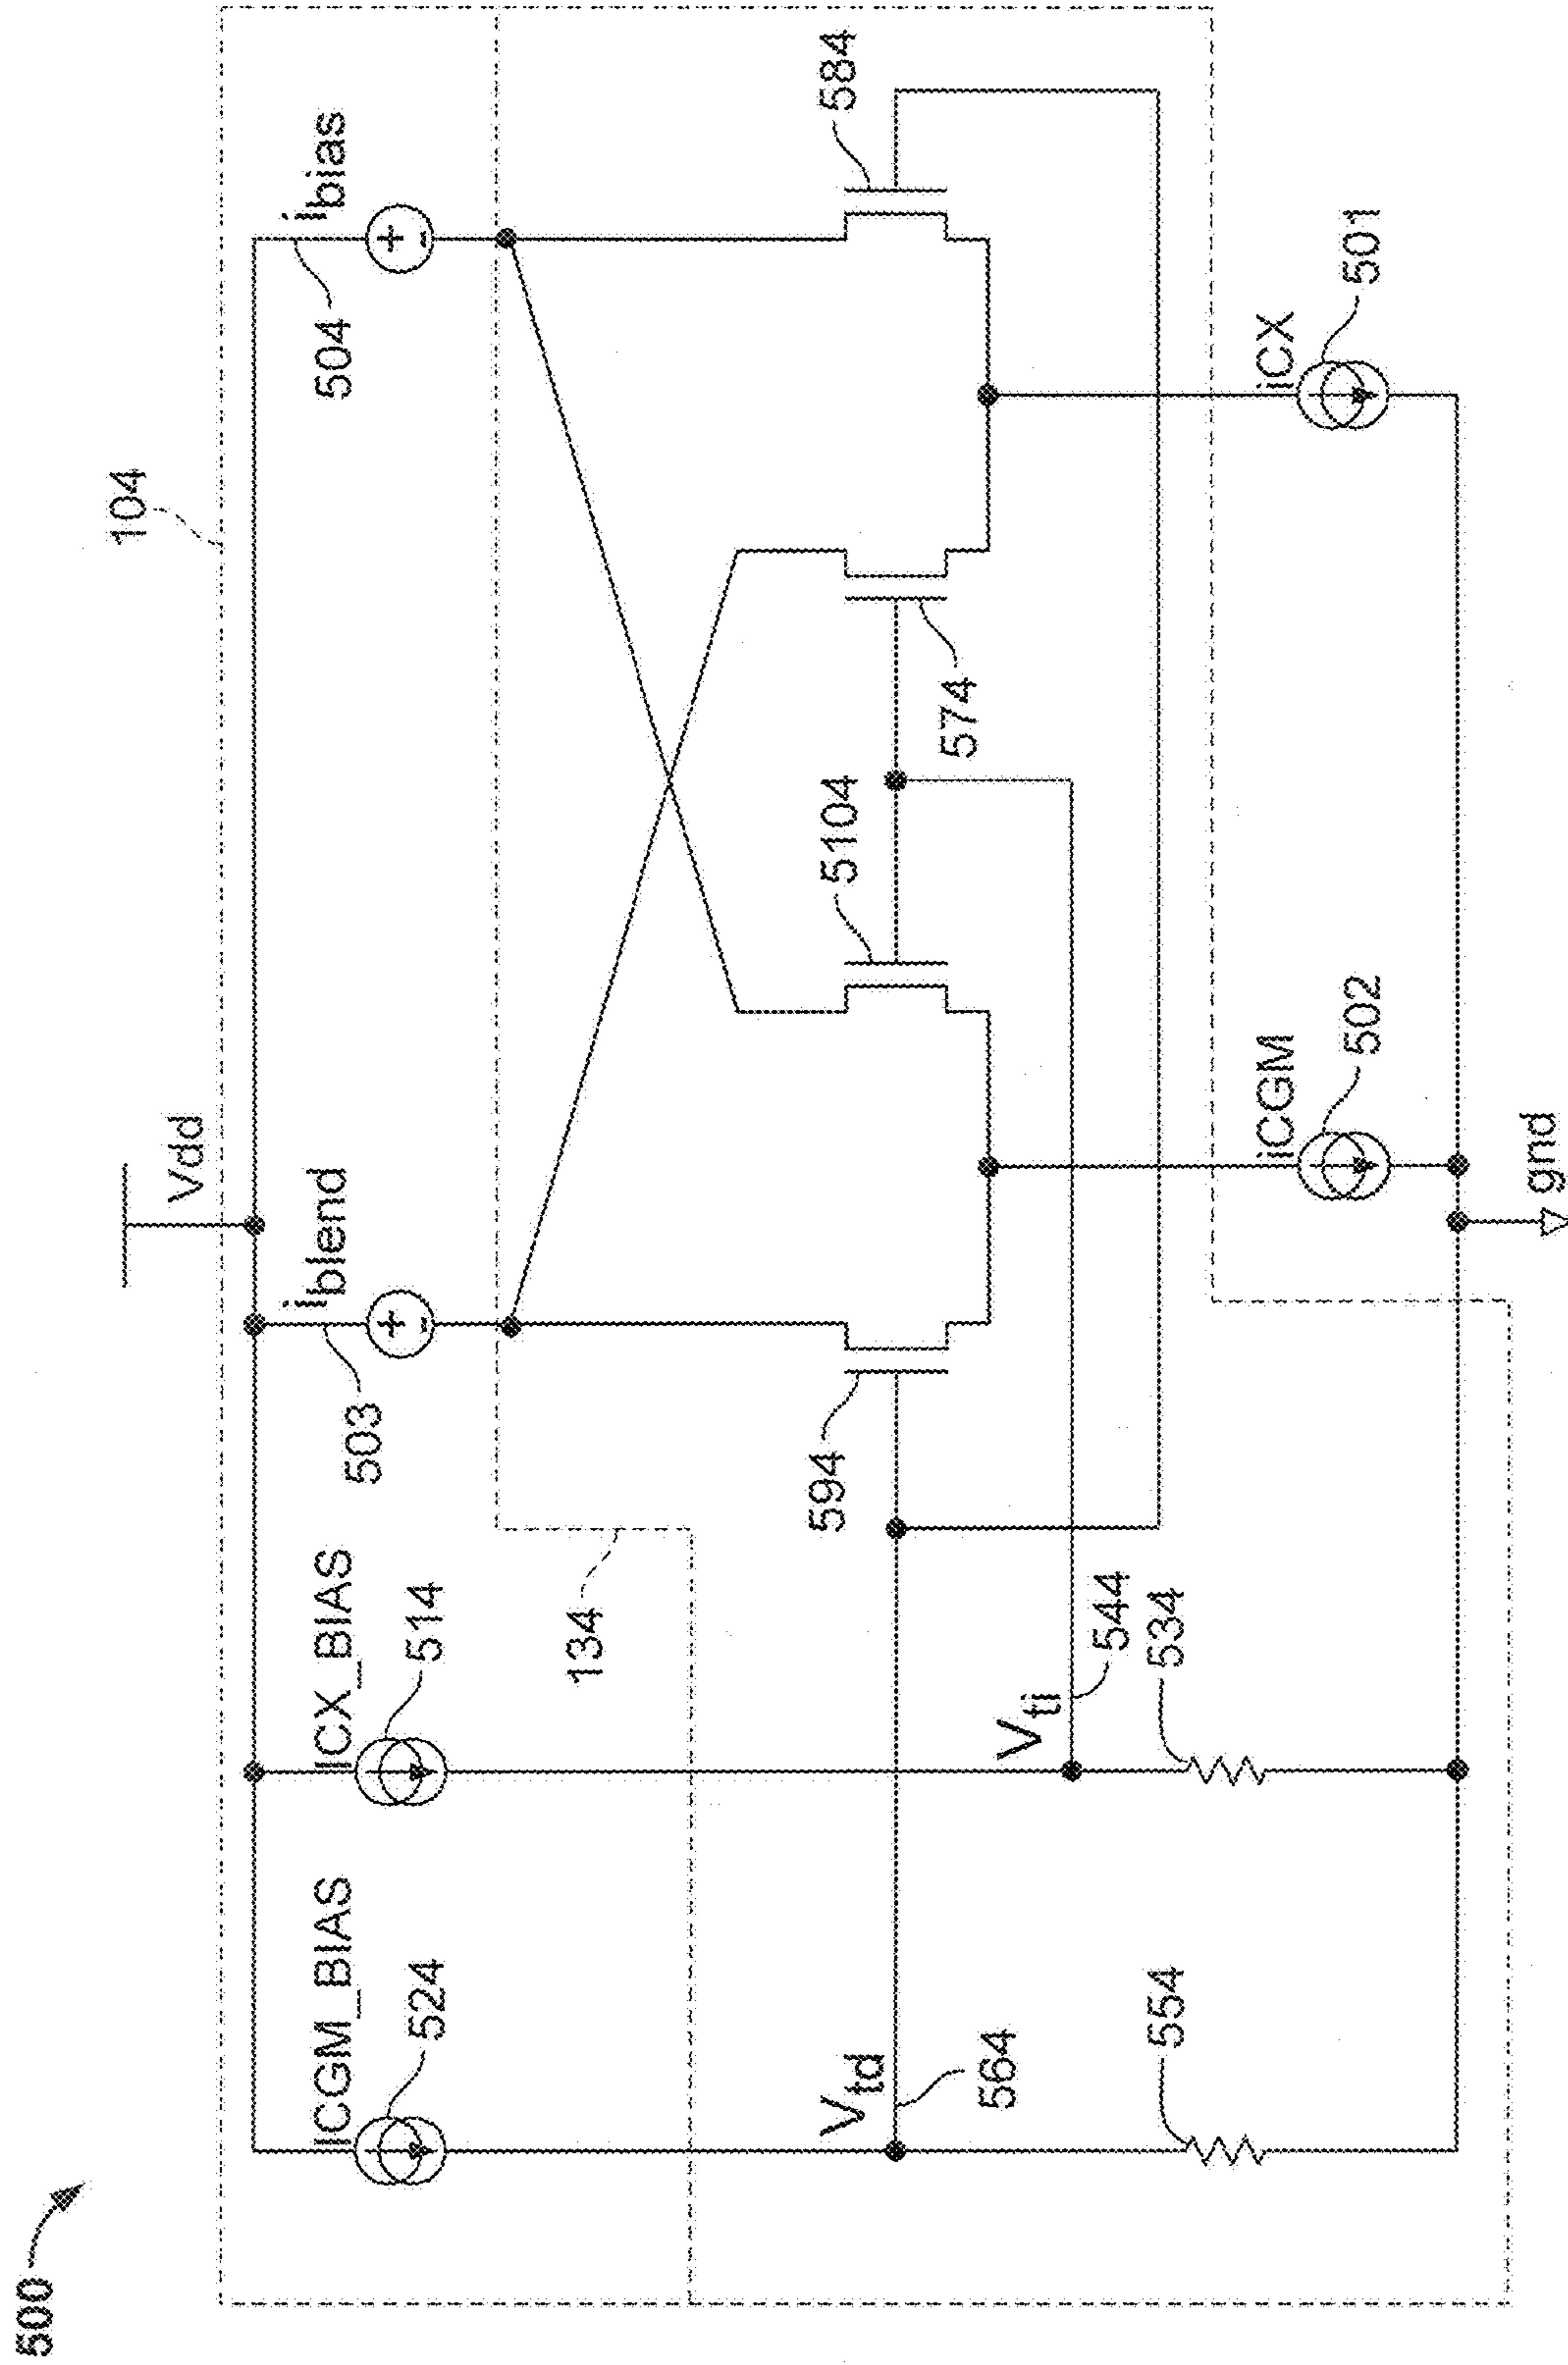 500
104
Vdd
ICGM_BIAS
524
ICX_BIAS
514
503
iblend
504
ibias
134
Vtd
564
Vti
544
594
5104
574
584
554
534
iCGM
502
iCX
501
gnd